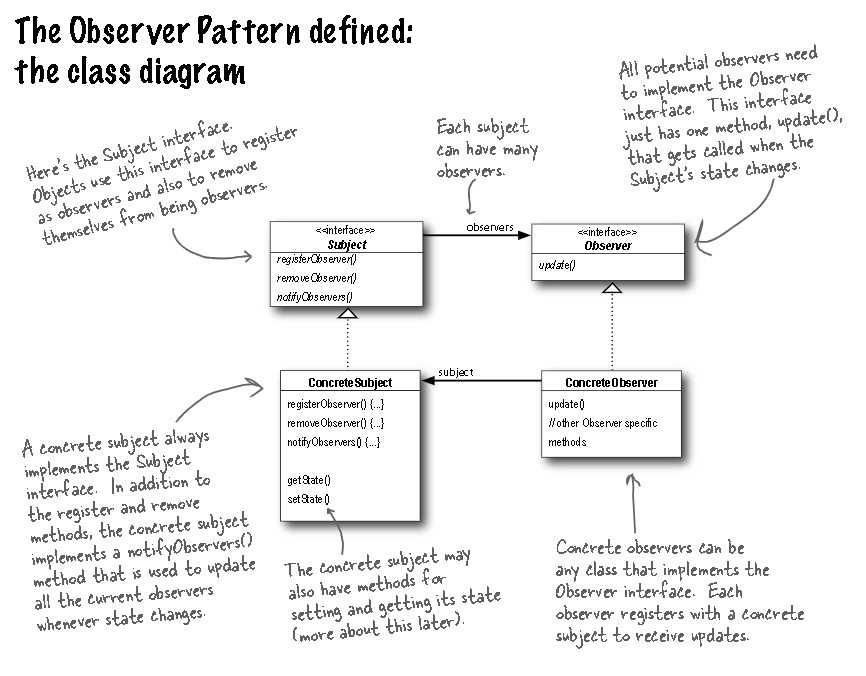 The Observer Pattern defined:
the class diagram
All potential observers need
to implement the Observer
interface. This interface
just has one method, update(),
that gets called when the
Subject's state changes.
Each subject
can have many
observers.
Here's the Subject interface.
Objects use this interface to register
as observers and also to remove
themselves from being observers.
<<interface>>
Subject
registerObserver()
removeObserver()
notifyObservers()
observers
<<interface>>
Observer
update()
ConcreteSubject
registerObserver() {...}
removeObserver() {...}
notifyObservers() {...}
getState()
setState()
subject
ConcreteObserver
update()
// other Observer specific
methods
A concrete subject always
implements the Subject
interface. In addition to
the register and remove
methods, the concrete subject
implements a notifyObservers()
method that is used to update
all the current observers
whenever state changes.
The concrete subject may
also have methods for
setting and getting its state
(more about this later).
Concrete observers can be
any class that implements the
Observer interface. Each
observer registers with a concrete
subject to receive updates.